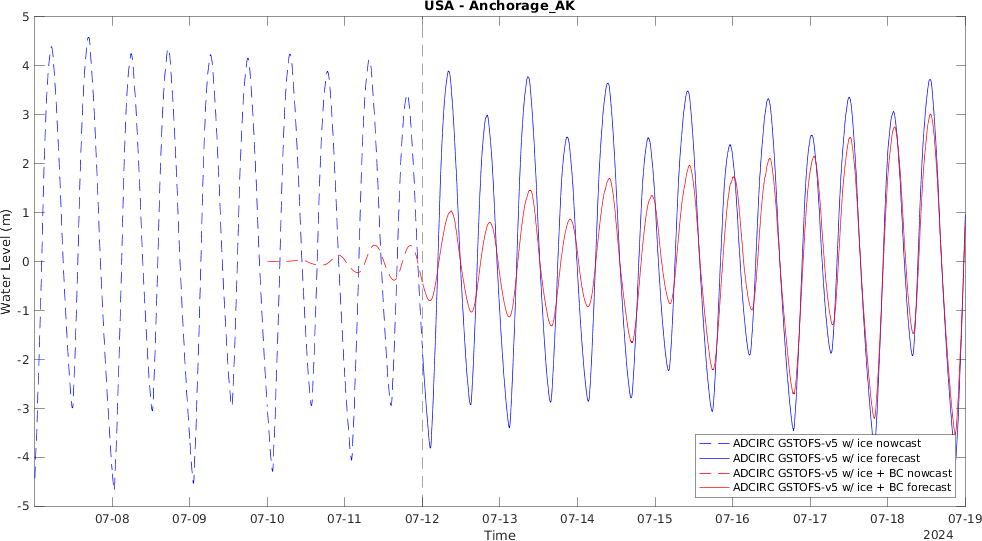 USA - Anchorage_AK
Water Level (m)
5
4
3
2
1
0
-1
-2
-3
-4
-5
ADCIRC GSTOFS-v5 w/ ice nowcast
ADCIRC GSTOFS-v5 w/ ice forecast
ADCIRC GSTOFS-v5 w/ ice + BC nowcast
ADCIRC GSTOFS-v5 w/ ice + BC forecast
07-08 07-09 07-10 07-11 07-12 07-13 07-14 07-15 07-16 07-17 07-18 07-19
Time
2024